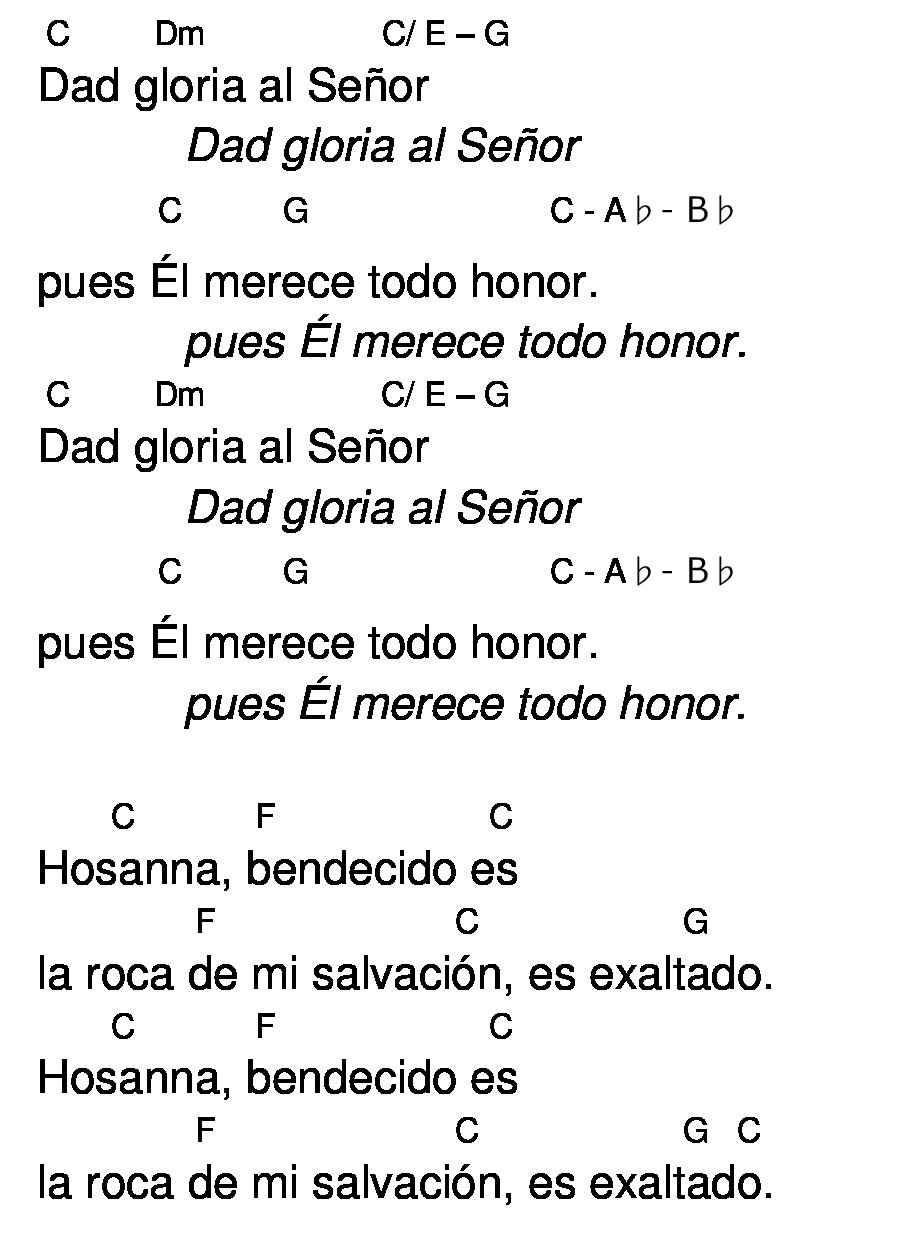 C Dm C/ E – G
Dad gloria al Señor
Dad gloria al Señor
C G C - A♭- B♭
pues Él merece todo honor.
pues Él merece todo honor.
C Dm C/ E – G
Dad gloria al Señor
Dad gloria al Señor
C G C - A♭- B♭
pues Él merece todo honor.
pues Él merece todo honor.
C F C
Hosanna, bendecido es
F C G
la roca de mi salvación, es exaltado.
C F C
Hosanna, bendecido es
F C G C
la roca de mi salvación, es exaltado.